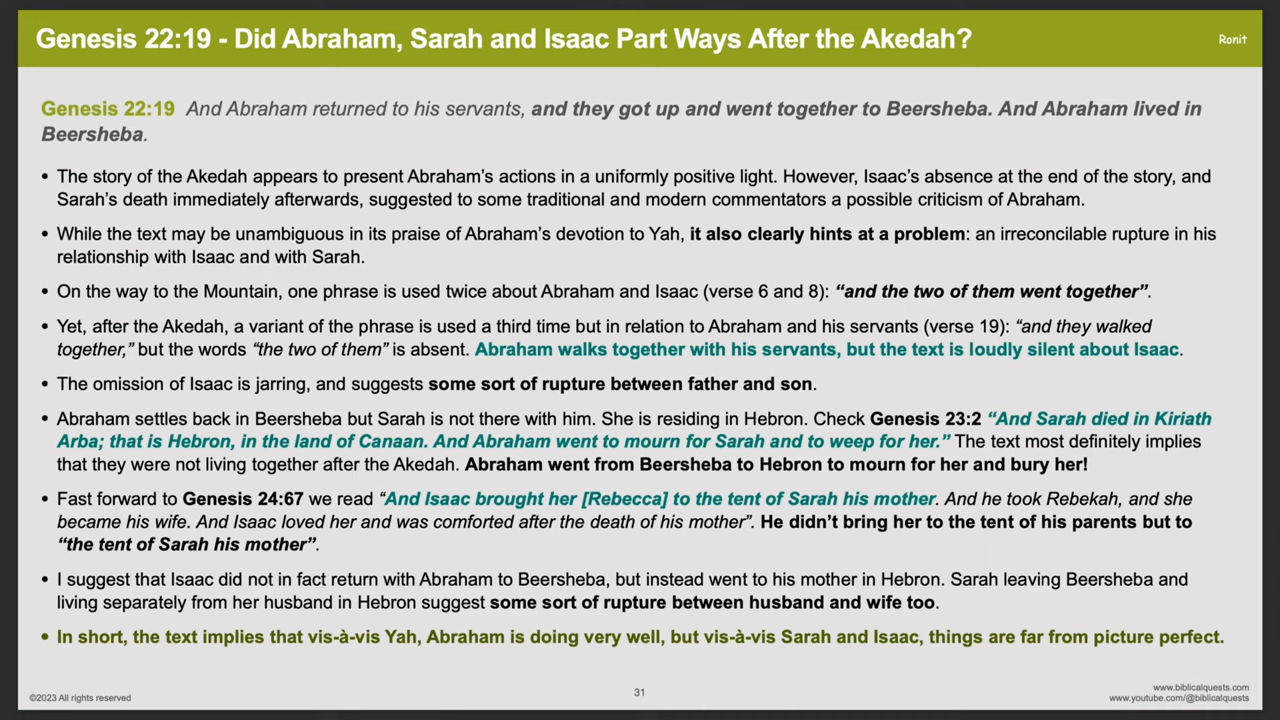 Genesis 22:19 - Did Abraham, Sarah and Isaac Part Ways After the Akedah?
Ronit
Genesis 22:19 And Abraham returned to his servants, and they got up and went together to Beersheba. And Abraham lived in
Beersheba.
• The story of the Akedah appears to present Abraham's actions in a uniformly positive light. However, Isaac's absence at the end of the story, and
Sarah's death immediately afterwards, suggested to some traditional and modern commentators a possible criticism of Abraham.
• While the text may be unambiguous in its praise of Abraham's devotion to Yah, it also clearly hints at a problem: an irreconcilable rupture in his
relationship with Isaac and with Sarah.
• On the way to the Mountain, one phrase is used twice about Abraham and Isaac (verse 6 and 8): “and the two of them went together”.
• Yet, after the Akedah, a variant of the phrase is used a third time but in relation to Abraham and his servants (verse 19): “and they walked
together,” but the words “the two of them” is absent. Abraham walks together with his servants, but the text is loudly silent about Isaac.
• The omission of Isaac is jarring, and suggests some sort of rupture between father and son.
• Abraham settles back in Beersheba but Sarah is not there with him. She is residing in Hebron. Check Genesis 23:2 “And Sarah died in Kiriath
Arba; that is Hebron, in the land of Canaan. And Abraham went to mourn for Sarah and to weep for her.” The text most definitely implies
that they were not living together after the Akedah. Abraham went from Beersheba to Hebron to mourn for her and bury her!
• Fast forward to Genesis 24:67 we read “And Isaac brought her [Rebecca] to the tent of Sarah his mother. And he took Rebekah, and she
became his wife. And Isaac loved her and was comforted after the death of his mother”. He didn't bring her to the tent of his parents but to
“the tent of Sarah his mother”.
• I suggest that Isaac did not in fact return with Abraham to Beersheba, but instead went to his mother in Hebron. Sarah leaving Beersheba and
living separately from her husband in Hebron suggest some sort of rupture between husband and wife too.
• In short, the text implies that vis-à-vis Yah, Abraham is doing very well, but vis-à-vis Sarah and Isaac, things are far from picture perfect.
©2023 All rights reserved
31
www.biblicalquests.com
www.youtube.com/@biblicalquests